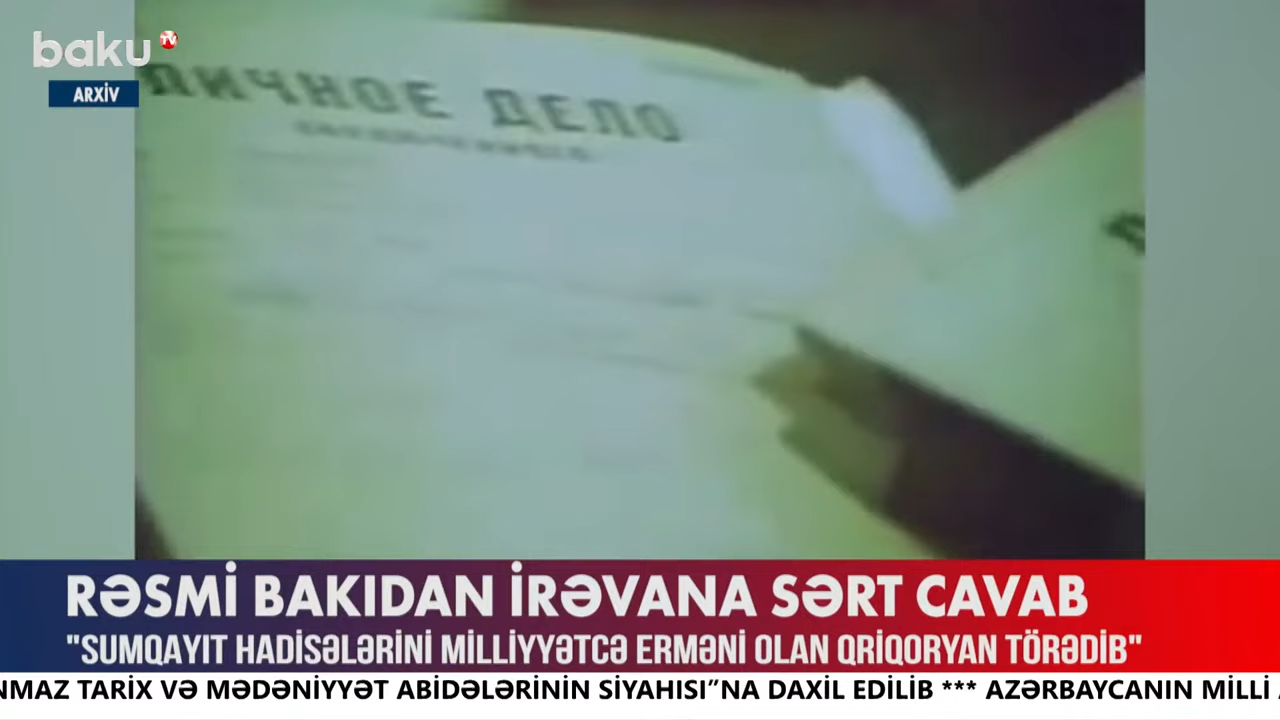 baku TV
ARXİV
ЛИЧНОЕ ДЕЛО
RƏSMİ BAKIDAN İRƏVANA SƏRT CAVAB
"SUMQAYIT HADİSƏLƏRİNİ MİLLİYYƏTCƏ ERMƏNİ OLAN QRİQORYAN TÖRƏDİB"
NMAZ TARİX VƏ MƏDƏNİYYƏT ABİDƏLƏRİNİN SİYAHISI”NA DAXİL EDİLİB *** AZƏRBAYCANIN MİLLİ